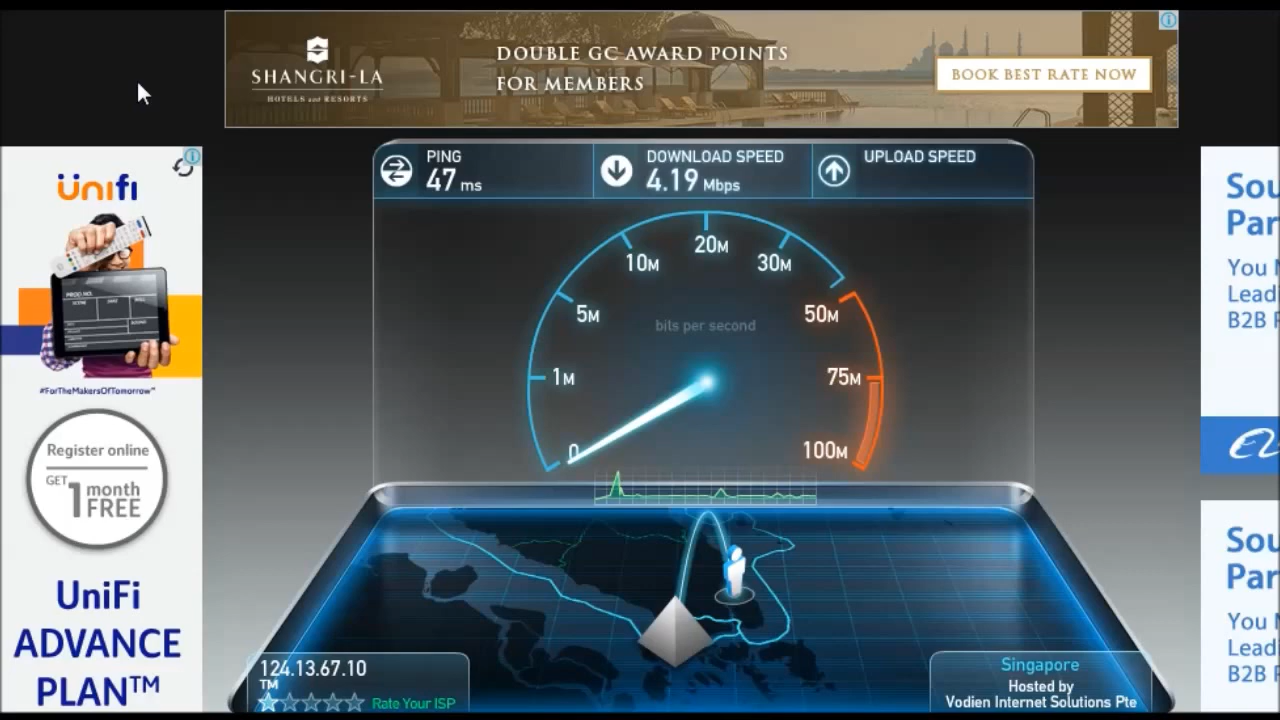 SHANGRI-LA
HOTELS and RESORTS
DOUBLE GC AWARD POINTS
FOR MEMBERS
BOOK BEST RATE NOW
PING
47 ms
DOWNLOAD SPEED
4.19 Mbps
UPLOAD SPEED
unifi
#ForTheMakersOfTomorrow™
Register online
GET
1 month
FREE
UniFi
ADVANCE
PLAN™
0
1M
5M
10M
20M
30M
50M
75M
100M
bits per second
124.13.67.10
TM
Rate Your ISP
Singapore
Hosted by
Vodien Internet Solutions Pte
Sou
Par
You
Lead
B2B
Sou
Par
You
Lead
B2B